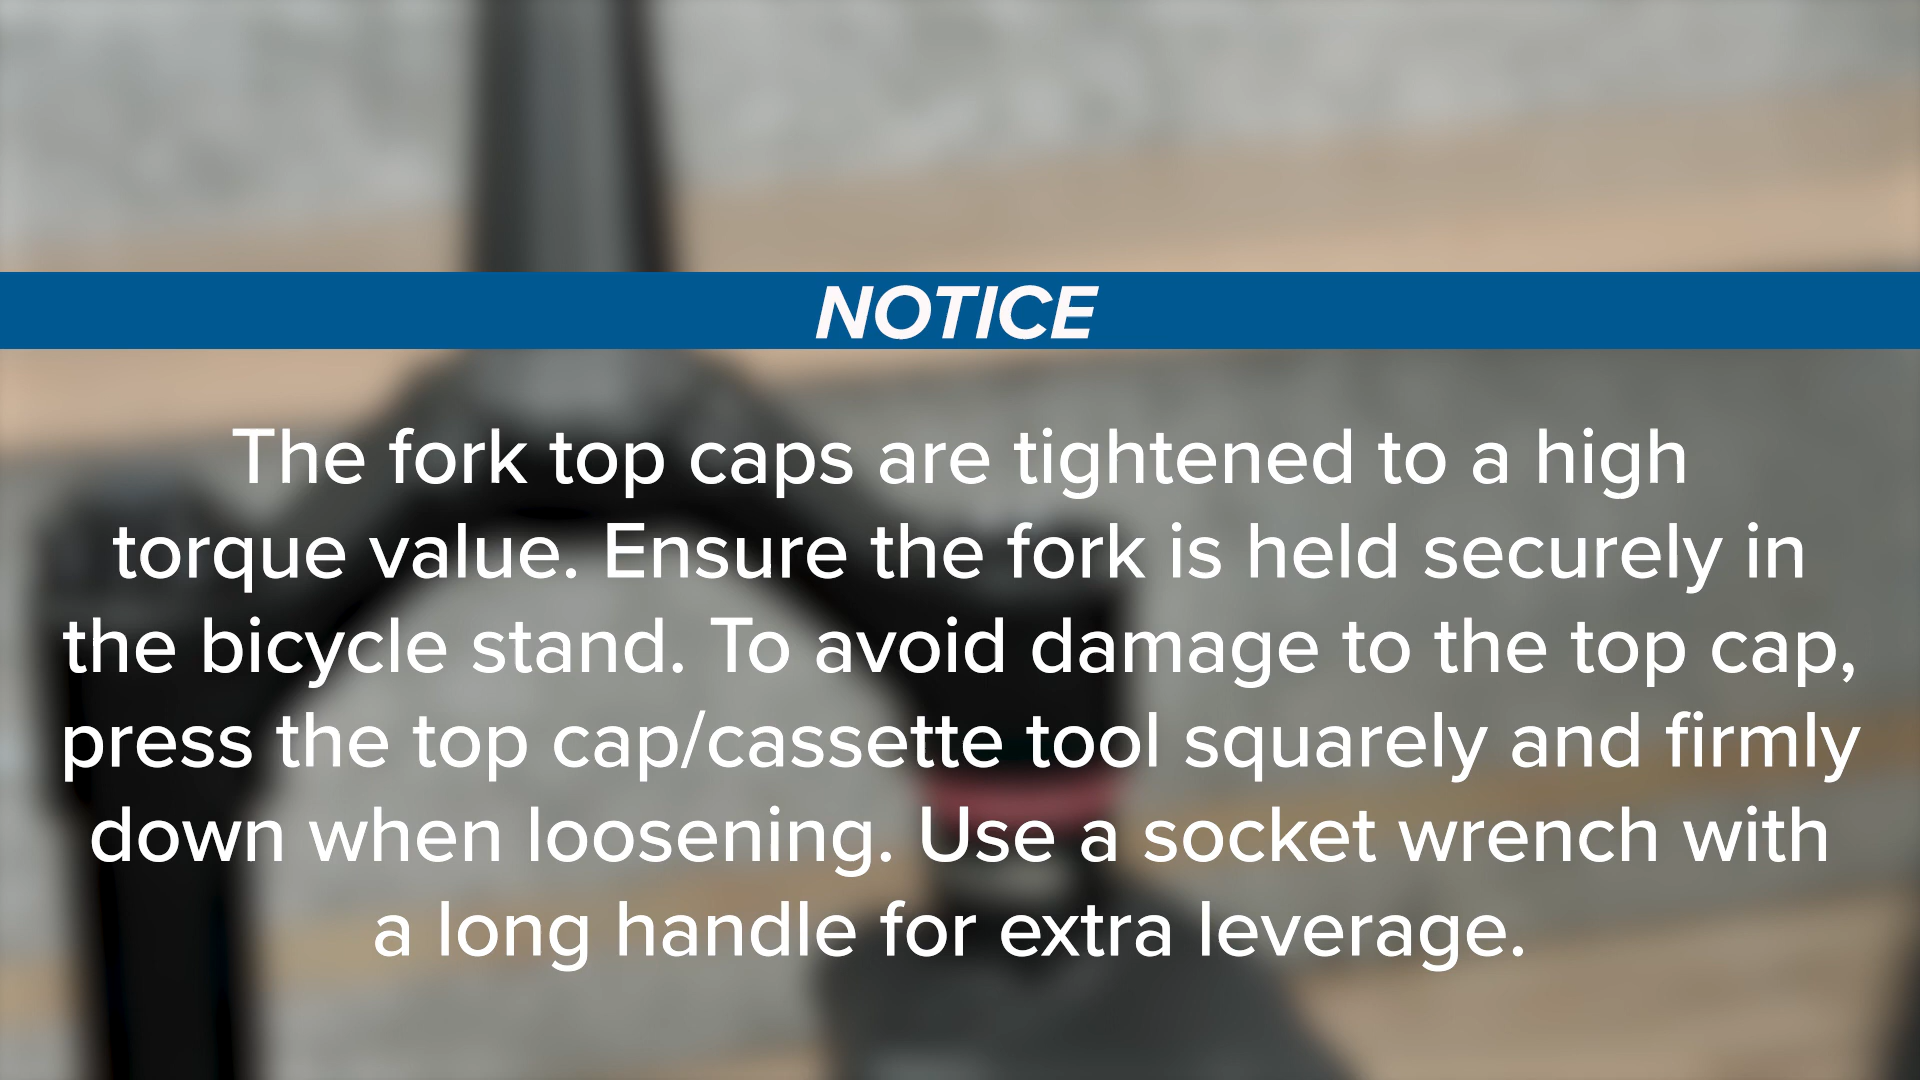 NOTICE
The fork top caps are tightened to a high
torque value. Ensure the fork is held securely in
the bicycle stand. To avoid damage to the top cap,
press the top cap/cassette tool squarely and firmly
down when loosening. Use a socket wrench with
a long handle for extra leverage.